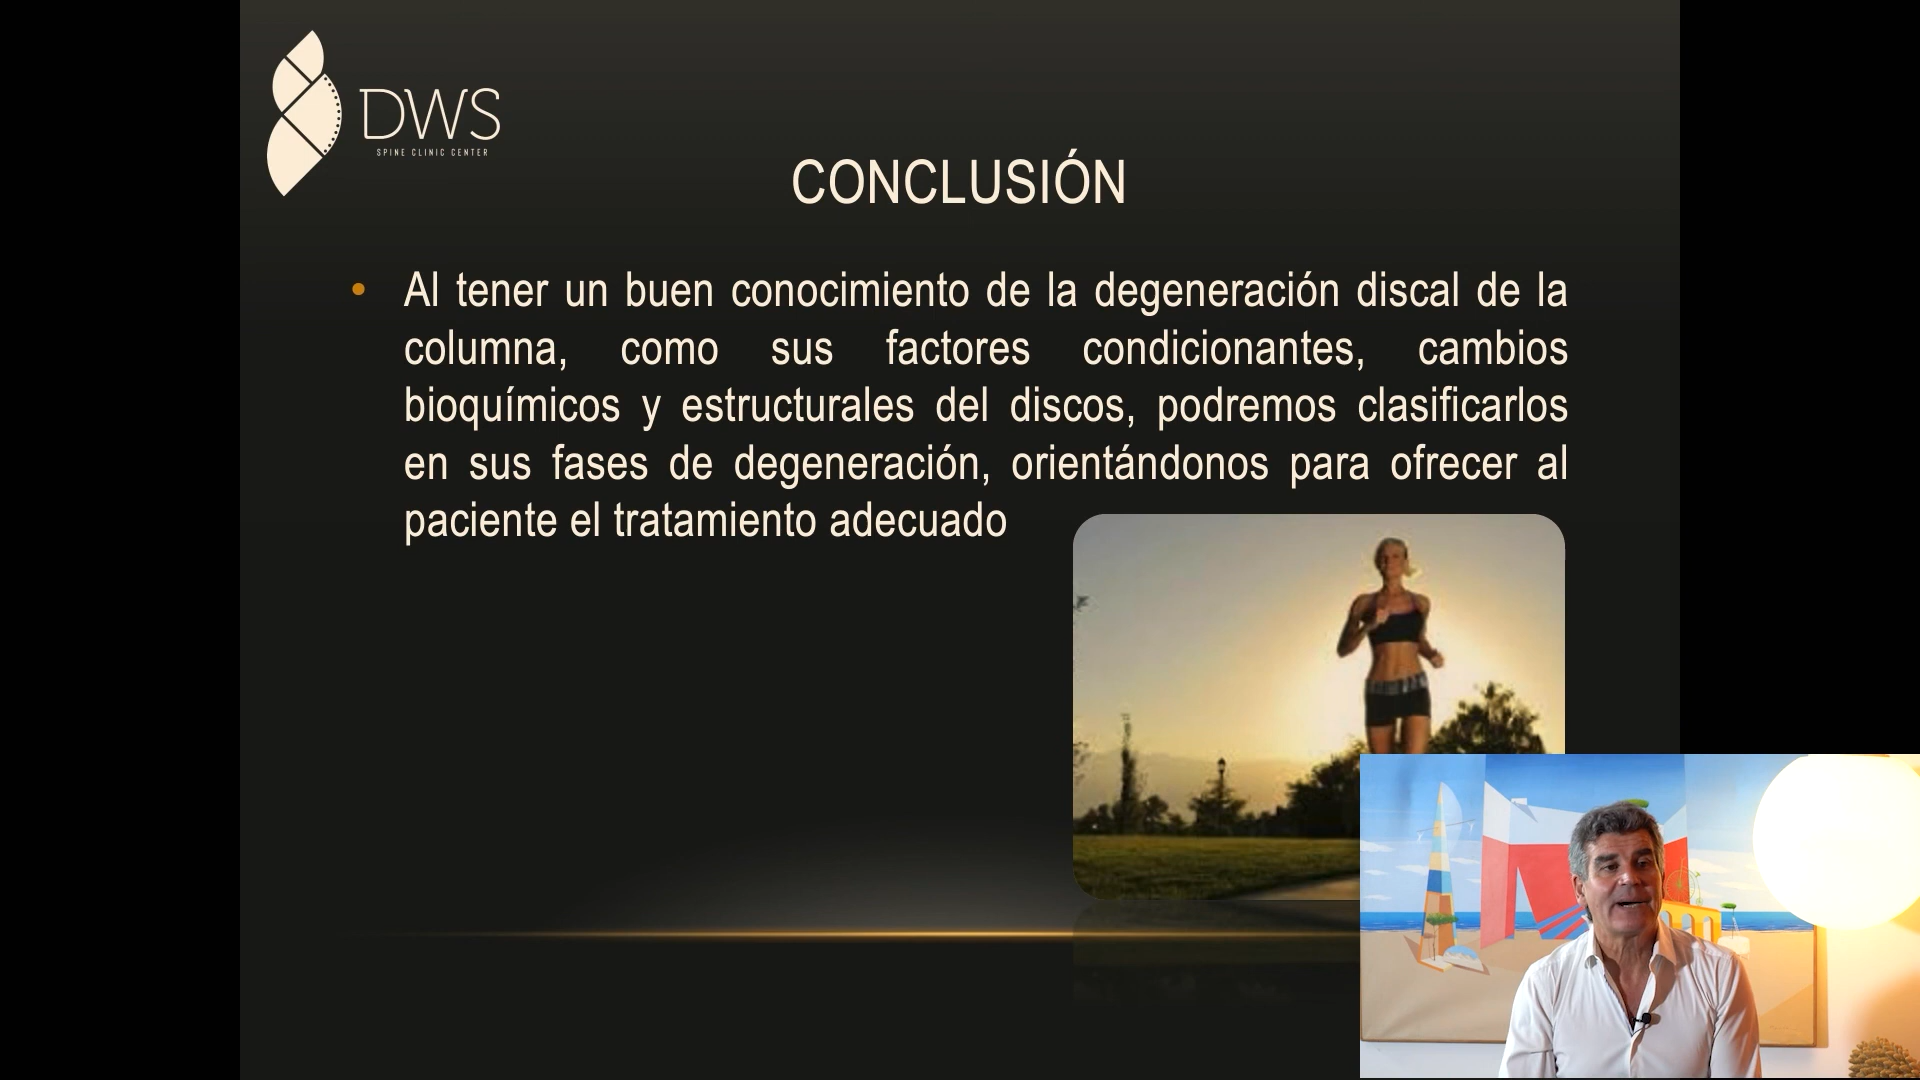 DWS
SPINE CLINIC CENTER
CONCLUSIÓN
• Al tener un buen conocimiento de la degeneración discal de la
columna, como sus factores condicionantes, cambios
bioquímicos y estructurales del discos, podremos clasificarlos
en sus fases de degeneración, orientándonos para ofrecer al
paciente el tratamiento adecuado